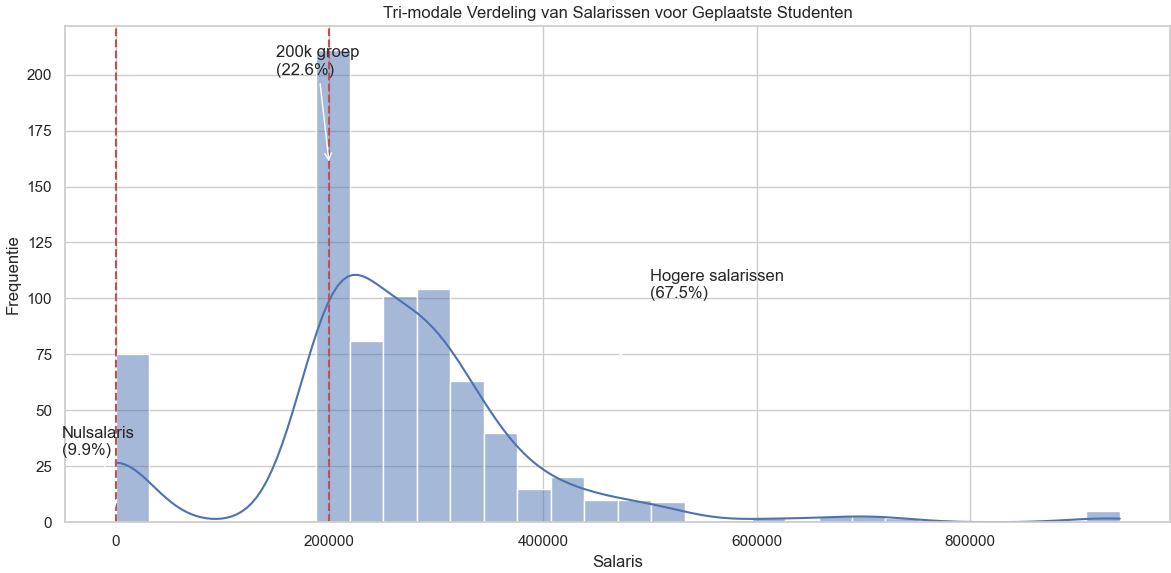 Tri-modale Verdeling van Salarissen voor Geplaatste Studenten
200k groep
(22.6%)
Hogere salarissen
(67.5%)
Nulsalaris
(9.9%)
Frequentie
200
175
150
125
100
75
50
25
0
0
200000
400000
600000
800000
Salaris